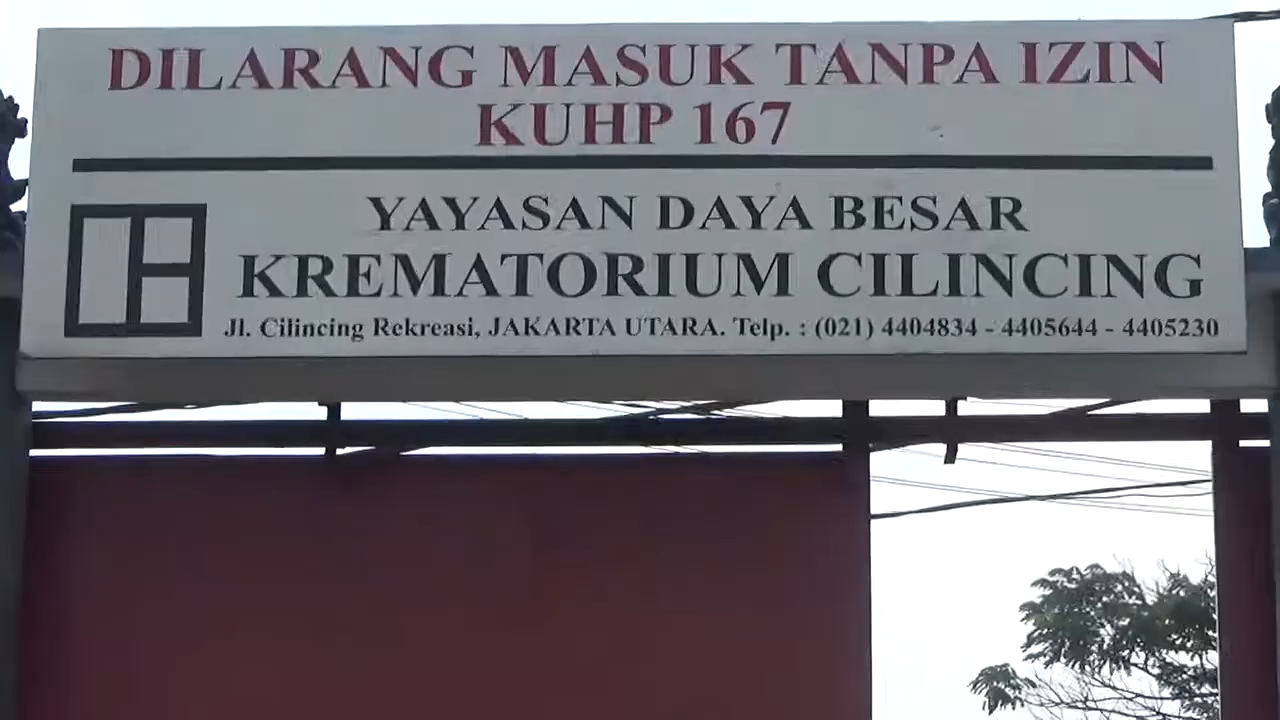 DILARANG MASUK TANPA IZIN
KUHP 167
YAYASAN DAYA BESAR
KREMATORIUM CILINCING
Jl. Cilincing Rekreasi, JAKARTA UTARA. Telp. : (021) 4404834 - 4405644 - 4405230